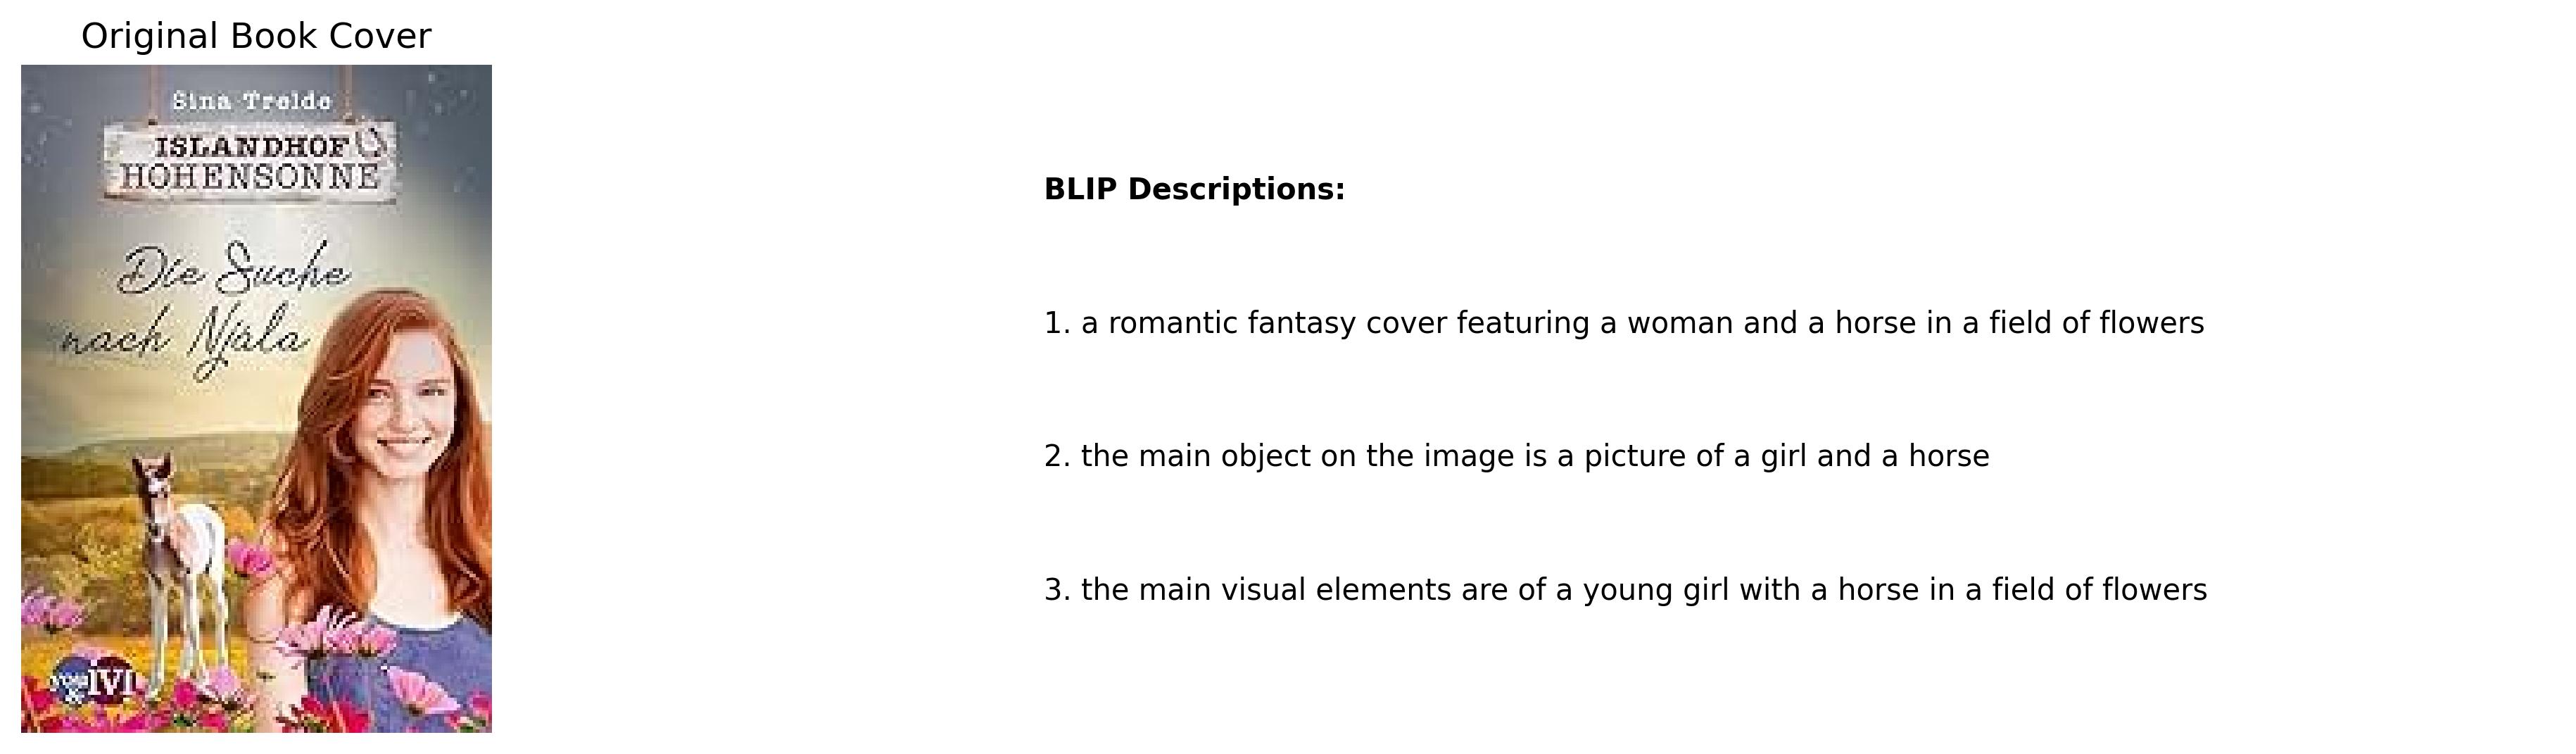 Original Book Cover
Sina Trelde
ISLANDHOF
HOHENSONNE
Die Suche
nach Njála
you
& IVI
BLIP Descriptions:
1. a romantic fantasy cover featuring a woman and a horse in a field of flowers
2. the main object on the image is a picture of a girl and a horse
3. the main visual elements are of a young girl with a horse in a field of flowers